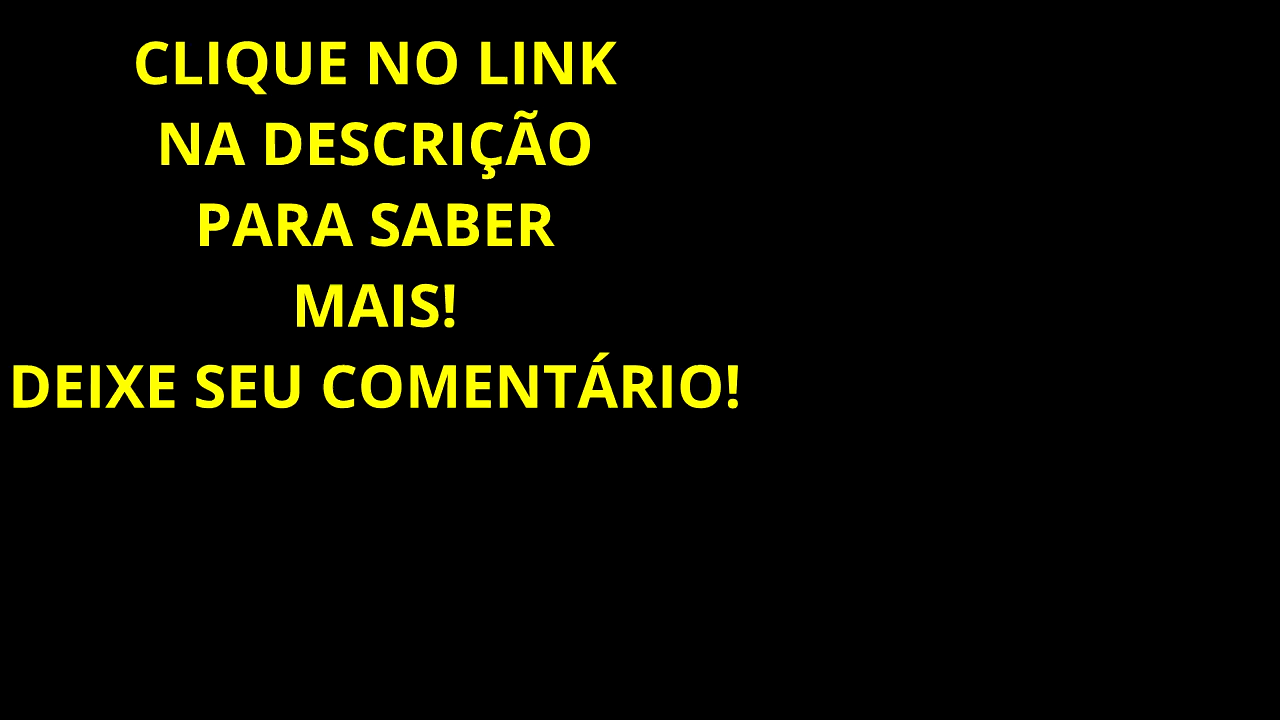 CLIQUE NO LINK
NA DESCRIÇÃO
PARA SABER
MAIS!
DEIXE SEU COMENTÁRIO!